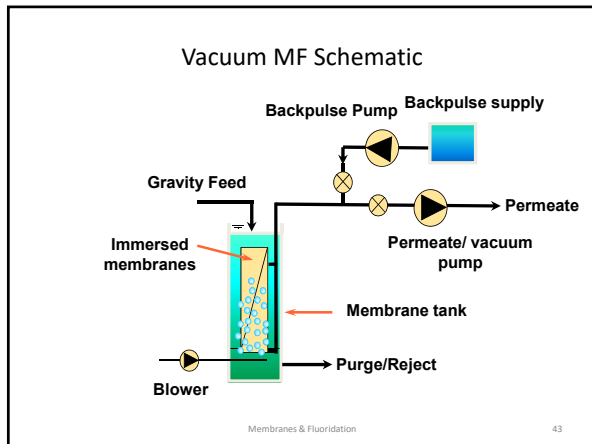 Vacuum MF Schematic
Backpulse Pump
Backpulse supply
Gravity Feed
Permeate
Immersed
membranes
Permeate/ vacuum
pump
Membrane tank
Purge/Reject
Blower
Membranes & Fluoridation
43